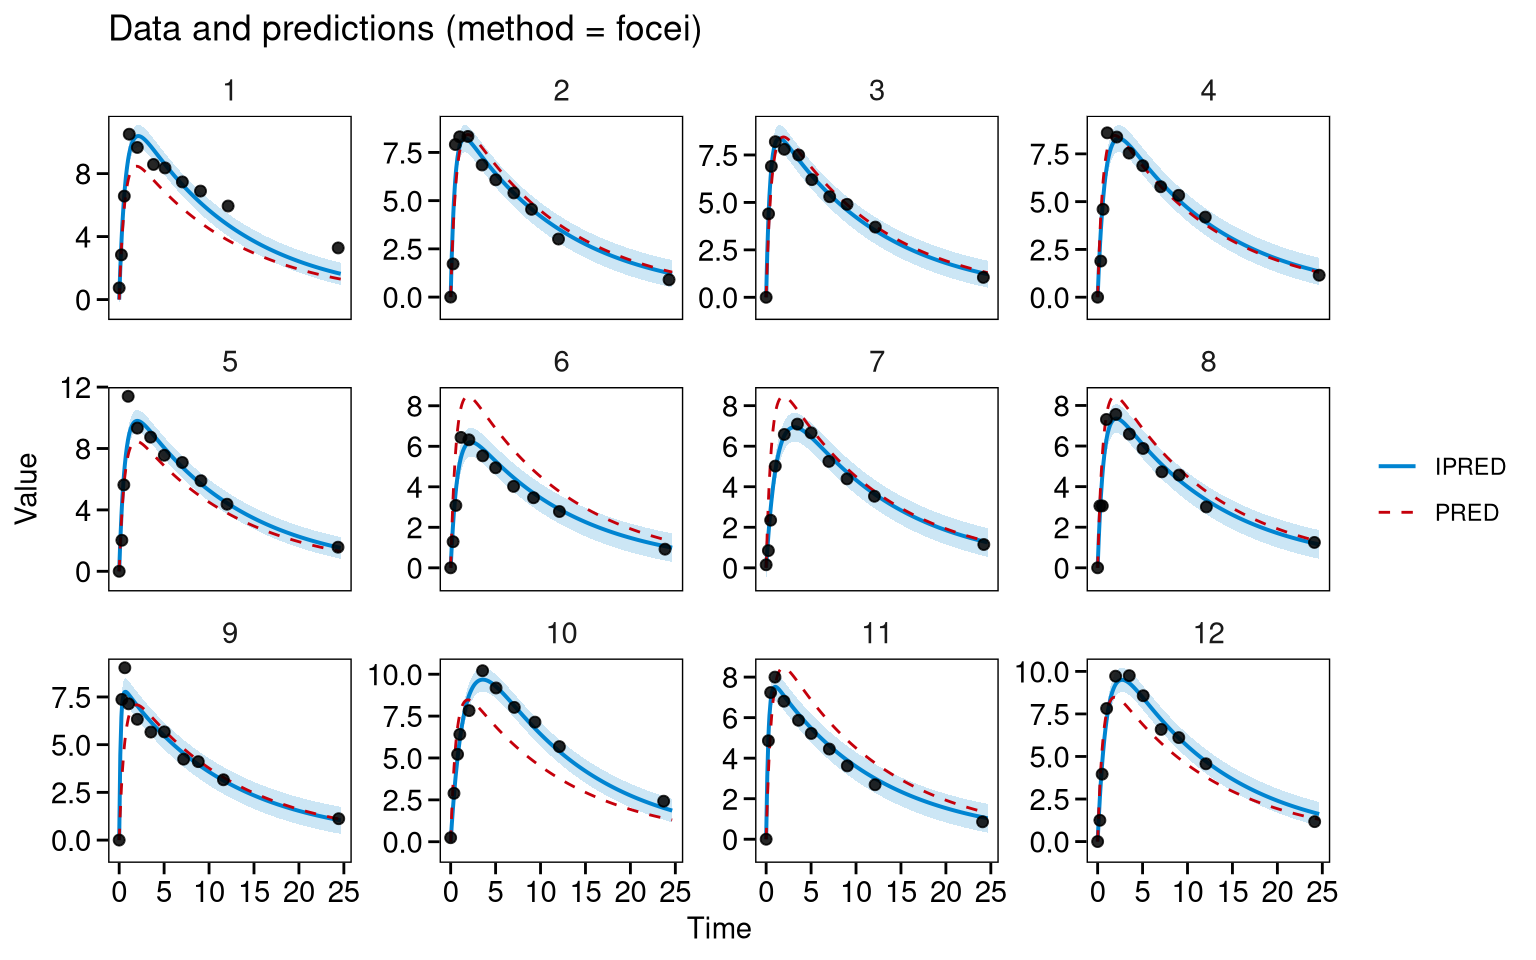 Data and predictions (method = focei)
1 2 3 4
8 7.5 7.5 7.5
4 5.0 5.0 5.0
2.5 2.5 2.5
0 0.0 0.0 0.0
5 6 7 8
12 8 8 8
8 6 6 6
4 4 4 4
2 2 2
0 0 0 0
Value
IPRED
PRED
9 10 11 12
7.5 10.0 8 10.0
5.0 7.5 6 7.5
2.5 5.0 4 5.0
0.0 2.5 2 2.5
0.0 0 0.0
0 5 10 15 20 25 0 5 10 15 20 25 0 5 10 15 20 25 0 5 10 15 20 25
Time